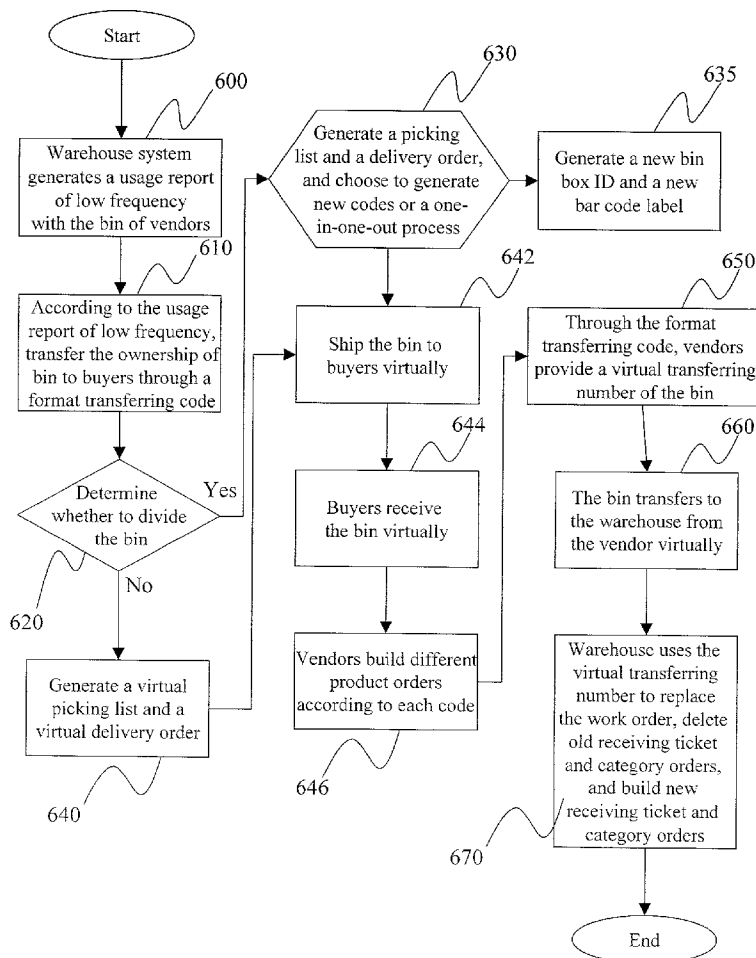 Start
600
Warehouse system
generates a usage report
of low frequency
with the bin of vendors
610
According to the usage
report of low frequency,
transfer the ownership of
bin to buyers through a
format transferring code
Determine
whether to divide
the bin
Yes
No
620
Generate a virtual
picking list and a
virtual delivery order
640
630
Generate a picking
list and a delivery order,
and choose to generate
new codes or a one-
in-one-out process
635
Generate a new bin
box ID and a new
bar code label
642
Ship the bin to
buyers virtually
644
Buyers receive
the bin virtually
Vendors build different
product orders
according to each code
646
650
Through the format
transferring code, vendors
provide a virtual transferring
number of the bin
660
The bin transfers to
the warehouse from
the vendor virtually
Warehouse uses the
virtual transferring
number to replace
the work order, delete
old receiving ticket
and category orders,
and build new
receiving ticket and
category orders
670
End